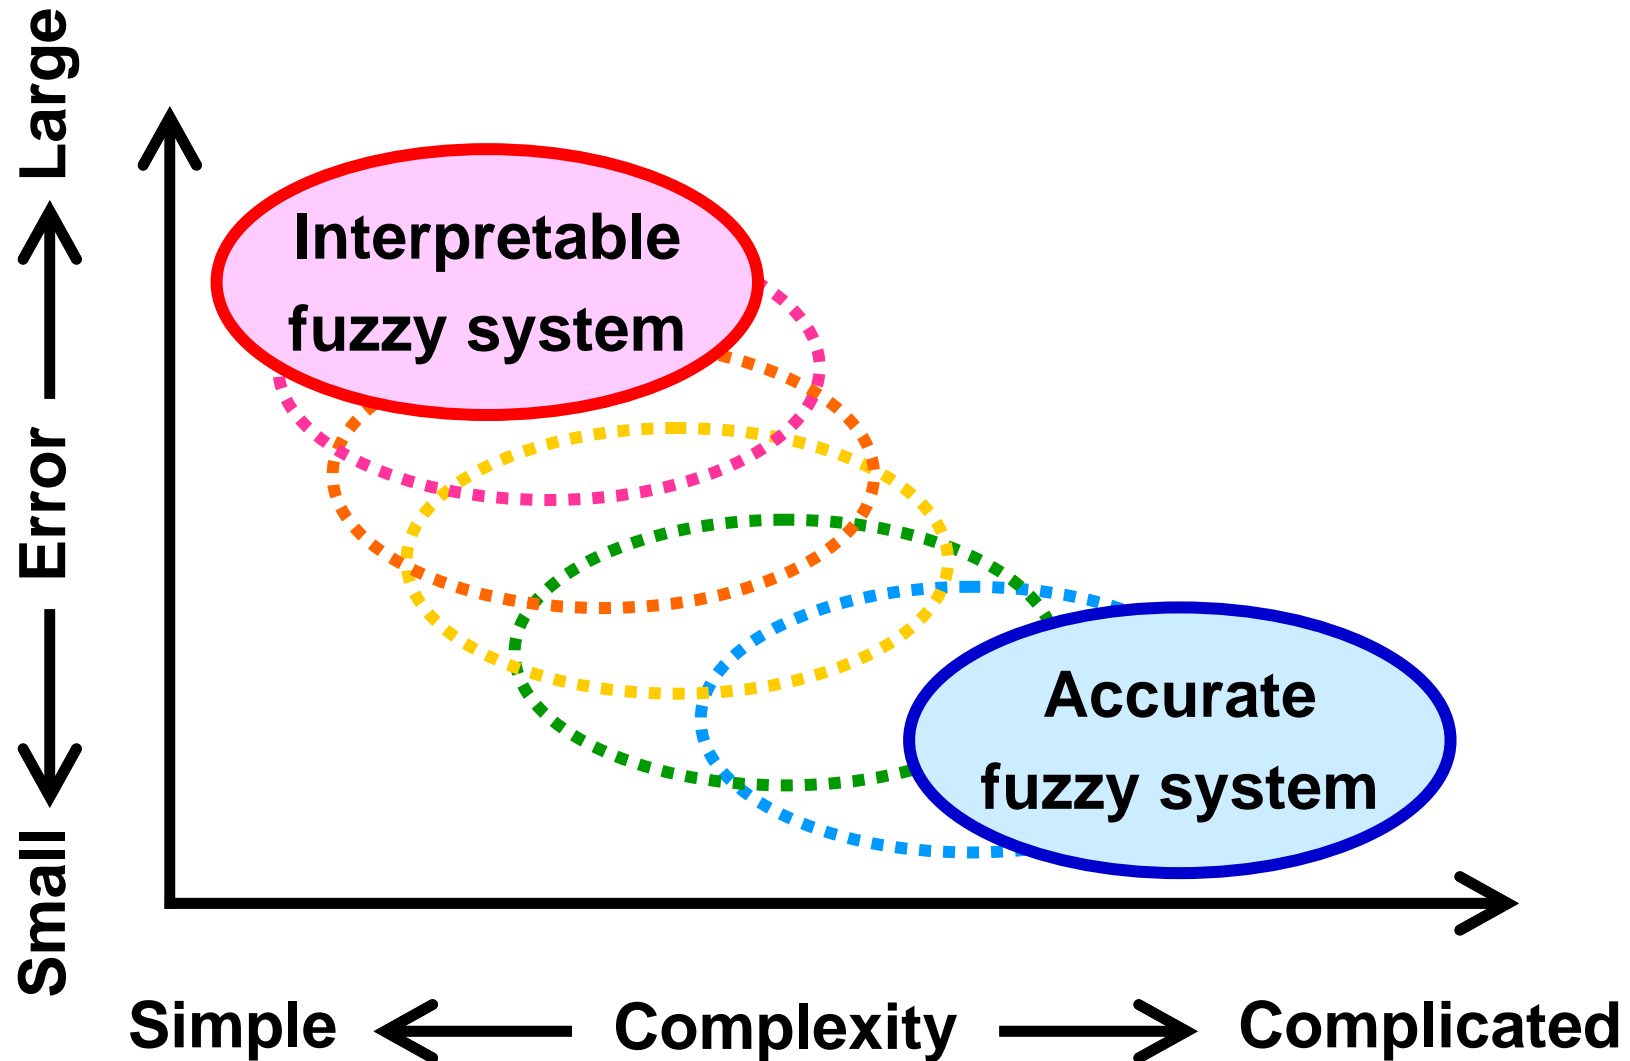 Large
Error
Small
Interpretable
fuzzy system
Accurate
fuzzy system
Simple
Complexity
Complicated